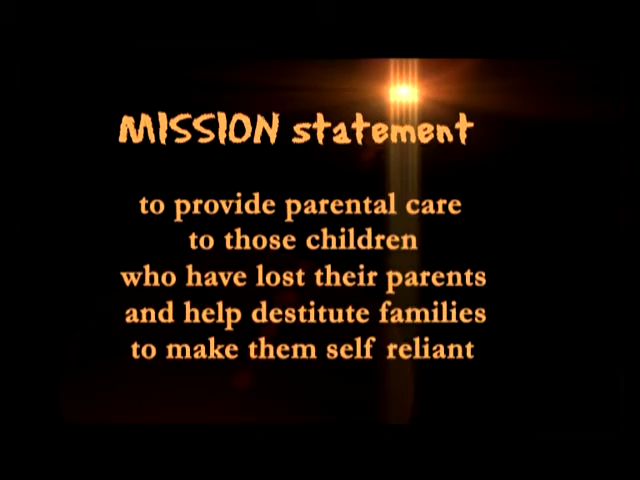 MISSION statement
to provide parental care
to those children
who have lost their parents
and help destitute families
to make them self reliant